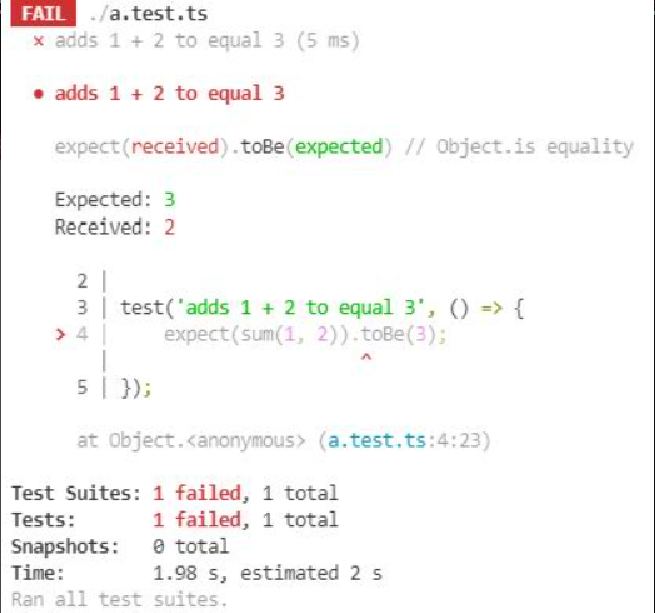 FAIL ./a.test.ts
× adds 1 + 2 to equal 3 (5 ms)
● adds 1 + 2 to equal 3
expect(received).toBe(expected) // Object.is equality
Expected: 3
Received: 2
2 |
3 | test('adds 1 + 2 to equal 3', () => {
> 4 |     expect(sum(1, 2)).toBe(3);
|                       ^
5 | });
at Object.<anonymous> (a.test.ts:4:23)
Test Suites: 1 failed, 1 total
Tests:       1 failed, 1 total
Snapshots:   0 total
Time:        1.98 s, estimated 2 s
Ran all test suites.